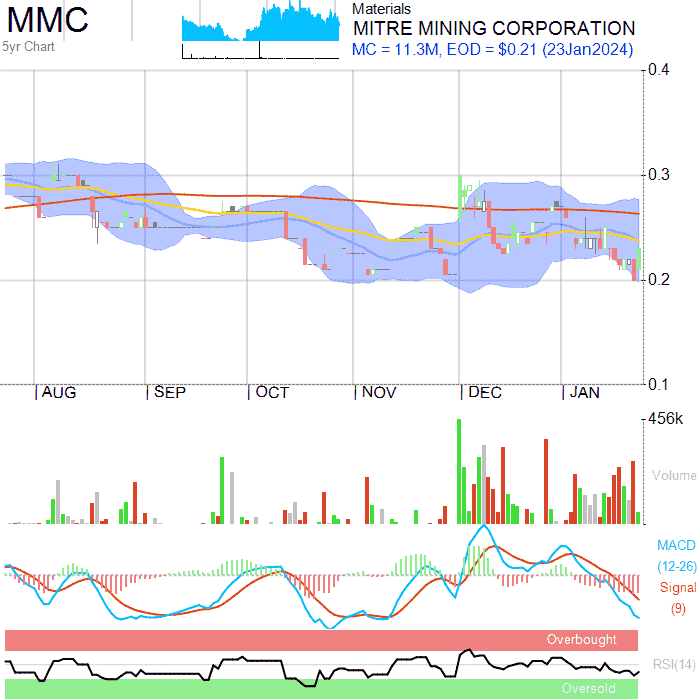 MMC
5yr Chart
Materials
MITRE MINING CORPORATION
MC = 11.3M, EOD = $0.21 (23Jan2024)
0.4
0.3
0.2
0.1
AUG
SEP
OCT
NOV
DEC
JAN
456k
Volume
MACD
(12-26)
Signal
(9)
Overbought
RSI(14)
Oversold